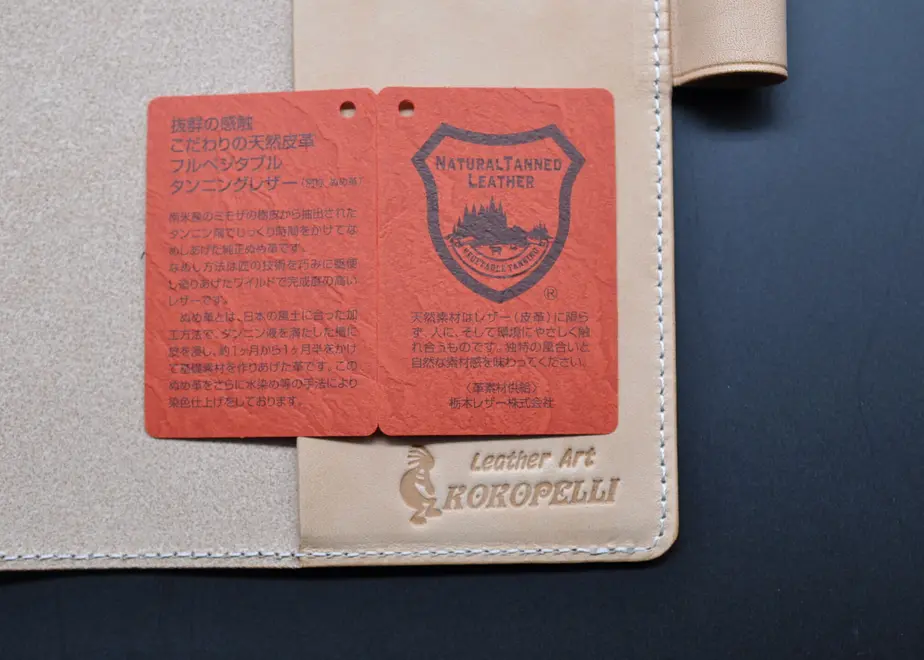 抜群の感触
こだわりの天然皮革
フルベジタブル
タンニングレザー（別称、ぬめ革）
南米産のミモザの樹皮から抽出された
タンニン層でじっくり時間をかけてな
めしあげた純正ぬめ革です。
なめし方法は匠の技術を巧みに駆使
し造りあげたワイルドで完成度の高い
レザーです。
ぬめ革とは、日本の風土に合った加
工方法で、タンニン液を満たした槽に
皮を浸し、約1ヶ月から1ヶ月半をかけ
て基礎素材を作りあげた革です。この
ぬめ革をさらに水染め等の手法により
染色仕上げをしております。
NATURAL TANNED
LEATHER
VEGETABLE TANNING
®
天然素材はレザー（皮革）に限ら
ず、人に、そして環境にやさしく触
れ合うものです。独特の風合いと
自然な素材感を味わってください。
〈革素材供給〉
栃木レザー株式会社
Leather Art
KOKOPELLI